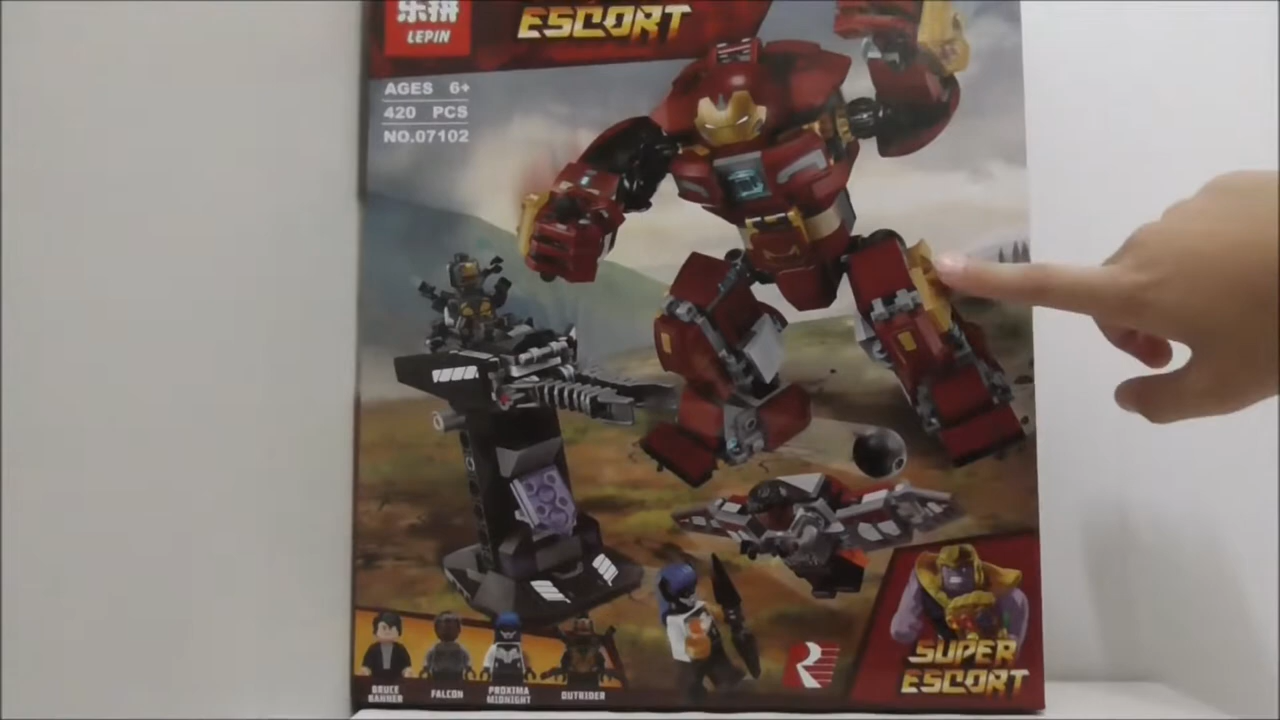 乐拼
LEPIN
ESCORT
AGES 6+
420 PCS
NO.07102
BRUCE
BANNER
FALCON
PROXIMA
MIDNIGHT
OUTRIDER
SUPER
ESCORT